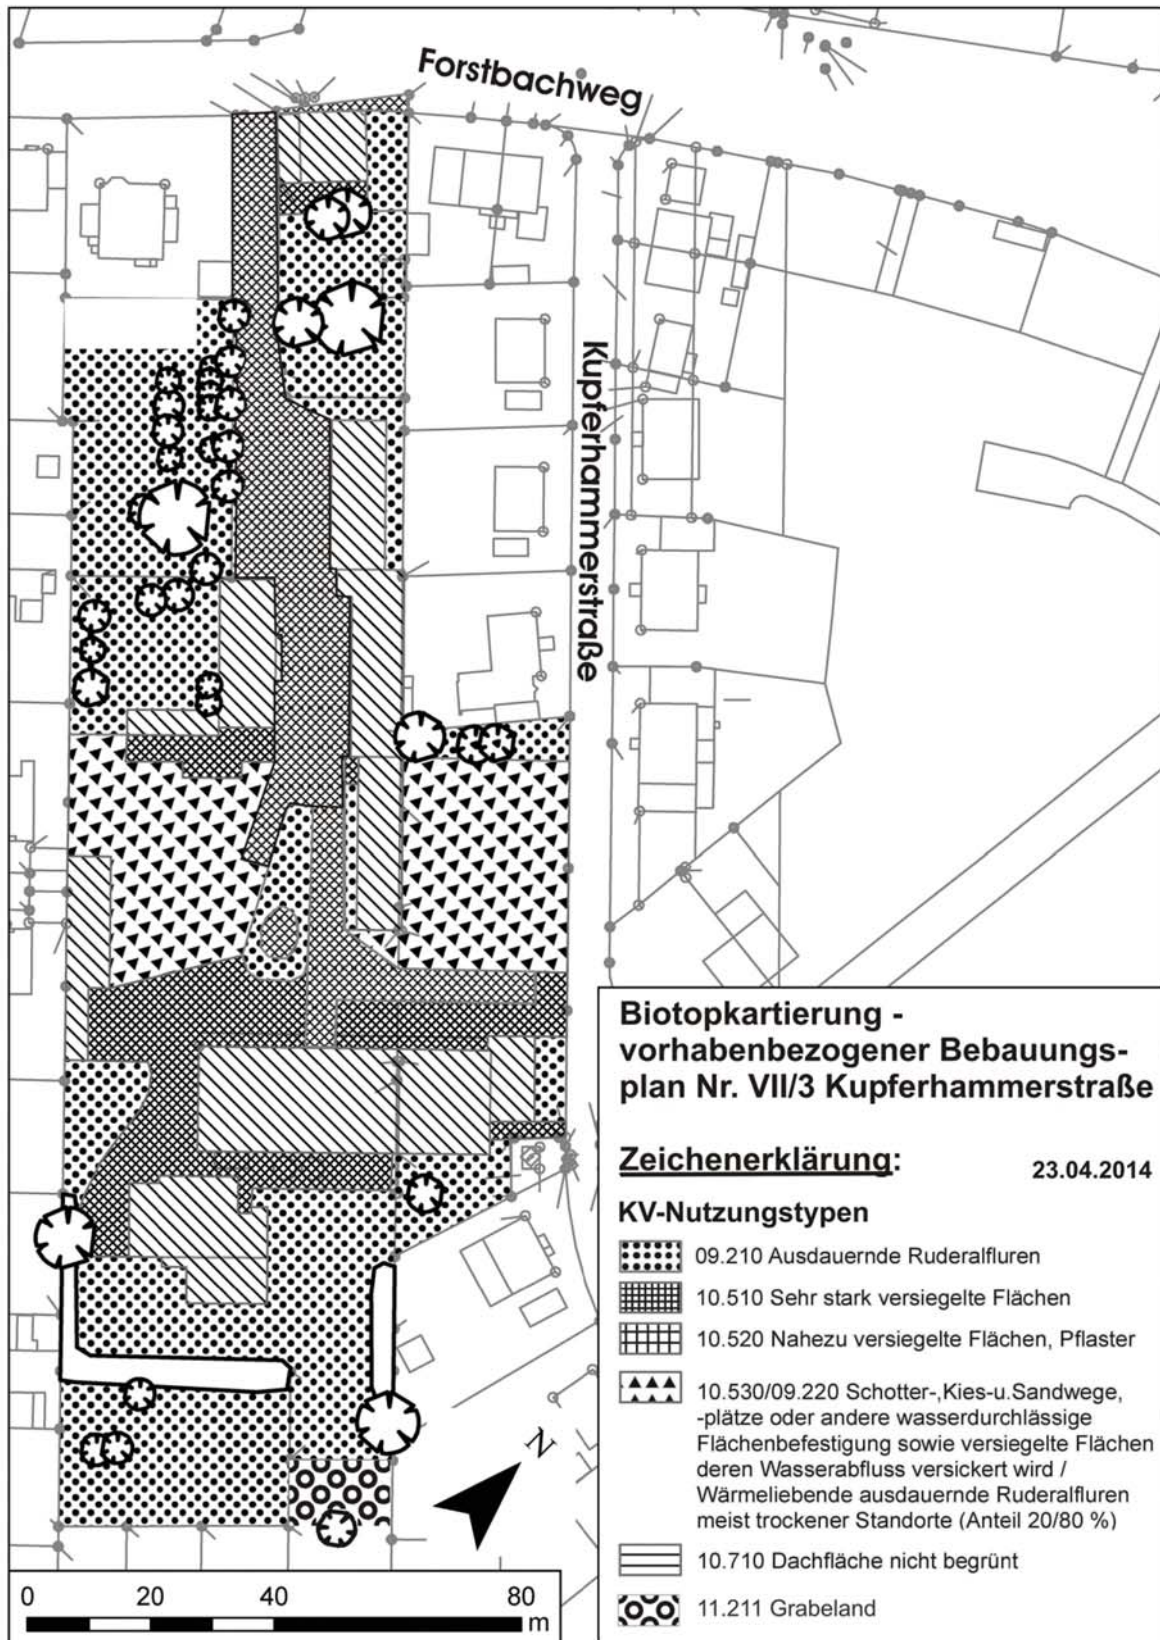 Forstbachweg
Kupferhammerstraße
Biotopkartierung -
vorhabenbezogener Bebauungs-
plan Nr. VII/3 Kupferhammerstraße
Zeichenerklärung:
23.04.2014
KV-Nutzungstypen
09.210 Ausdauernde Ruderalfluren
10.510 Sehr stark versiegelte Flächen
10.520 Nahezu versiegelte Flächen, Pflaster
10.530/09.220 Schotter-,Kies-u.Sandwege,
-plätze oder andere wasserdurchlässige
Flächenbefestigung sowie versiegelte Flächen
deren Wasserabfluss versickert wird /
Wärmeliebende ausdauernde Ruderalfluren
meist trockener Standorte (Anteil 20/80 %)
10.710 Dachfläche nicht begrünt
11.211 Grabeland
N
0 20 40 80
m